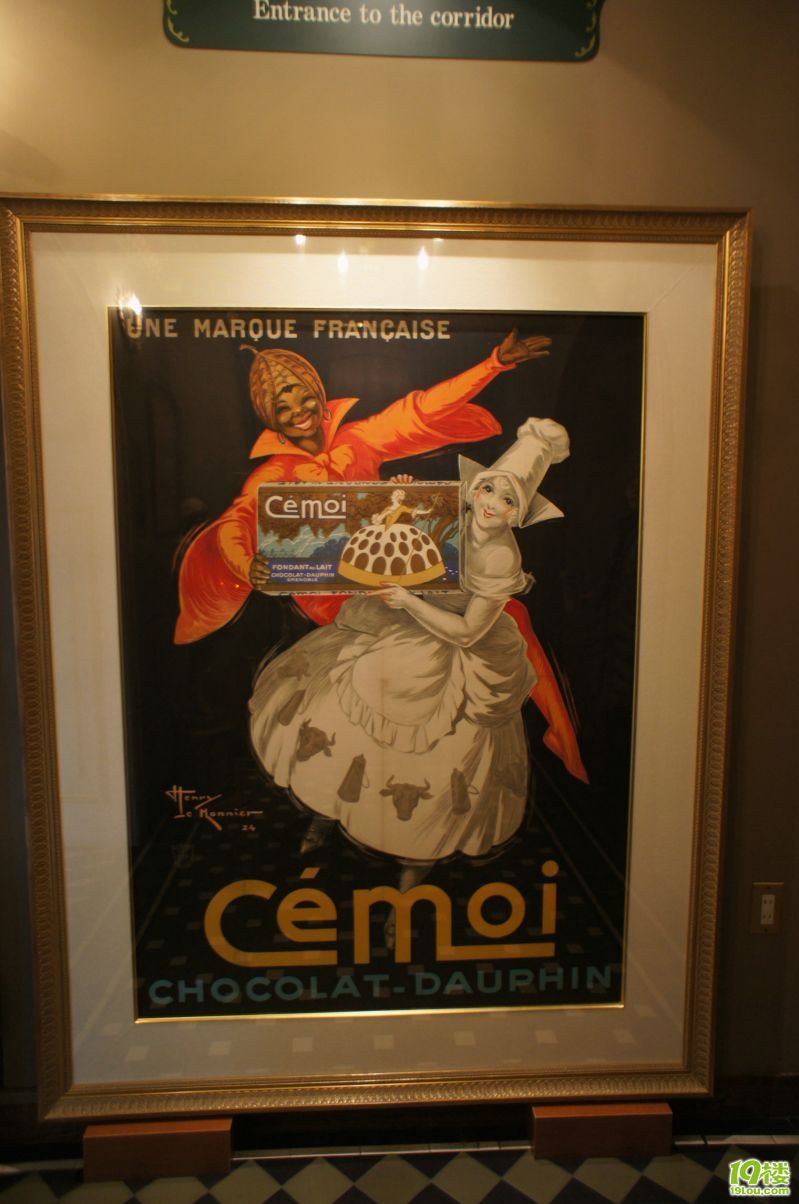 Entrance to the corridor
UNE MARQUE FRANÇAISE
Cémoi
FONDANT AU LAIT
CHOCOLAT-DAUPHIN
GRENOBLE
Henry
Le Monnier
24
Cémoi
CHOCOLAT-DAUPHIN
19楼
19lou.com